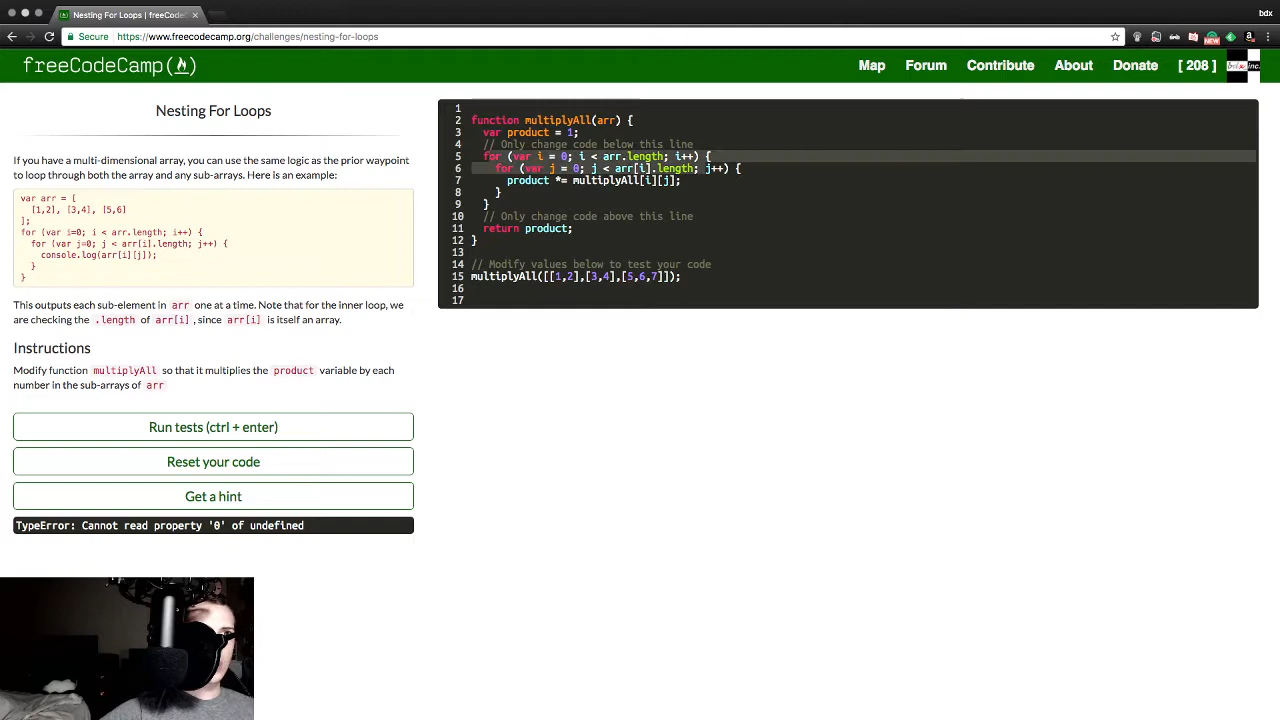 Nesting For Loops | freeCode
bdx
Secure
https://www.freecodecamp.org/challenges/nesting-for-loops
NEW
freeCodeCamp
Map
Forum
Contribute
About
Donate
[ 208 ]
inc.
Nesting For Loops
If you have a multi-dimensional array, you can use the same logic as the prior waypoint
to loop through both the array and any sub-arrays. Here is an example:
var arr = [
[1,2], [3,4], [5,6]
];
for (var i=0; i < arr.length; i++) {
for (var j=0; j < arr[i].length; j++) {
console.log(arr[i][j]);
}
}
This outputs each sub-element in arr one at a time. Note that for the inner loop, we
are checking the .length of arr[i] , since arr[i] is itself an array.
Instructions
Modify function multiplyAll so that it multiplies the product variable by each
number in the sub-arrays of arr
Run tests (ctrl + enter)
Reset your code
Get a hint
TypeError: Cannot read property '0' of undefined
1
2 function multiplyAll(arr) {
3 var product = 1;
4 // Only change code below this line
5 for (var i = 0; i < arr.length; i++) {
6 for (var j = 0; j < arr[i].length; j++) {
7 product *= multiplyAll[i][j];
8 }
9 }
10 // Only change code above this line
11 return product;
12 }
13
14 // Modify values below to test your code
15 multiplyAll([[1,2],[3,4],[5,6,7]]);
16
17